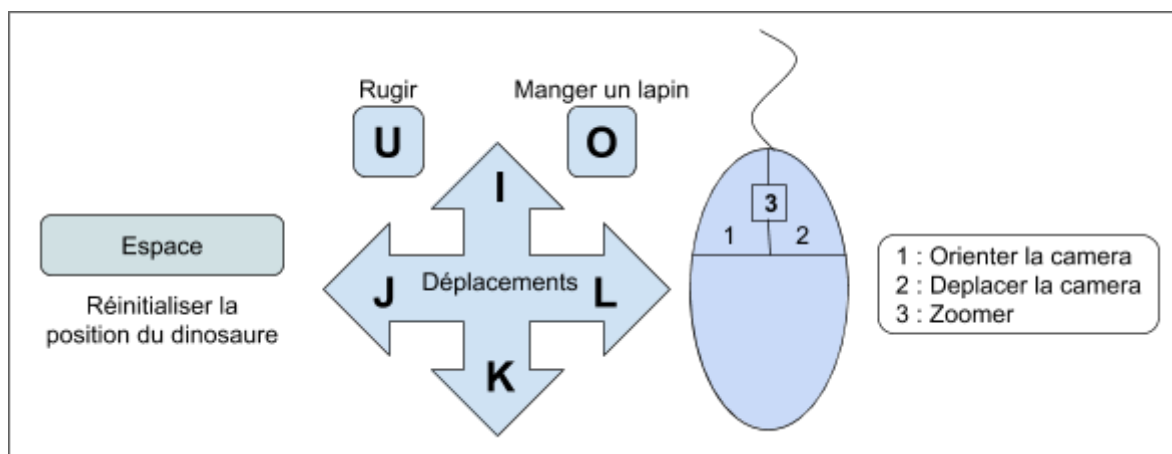 Rugir
Manger un lapin
U
O
I
3
1
2
Espace
J
Déplacements
L
Réinitialiser la
position du dinosaure
K
1 : Orienter la camera
2 : Deplacer la camera
3 : Zoomer